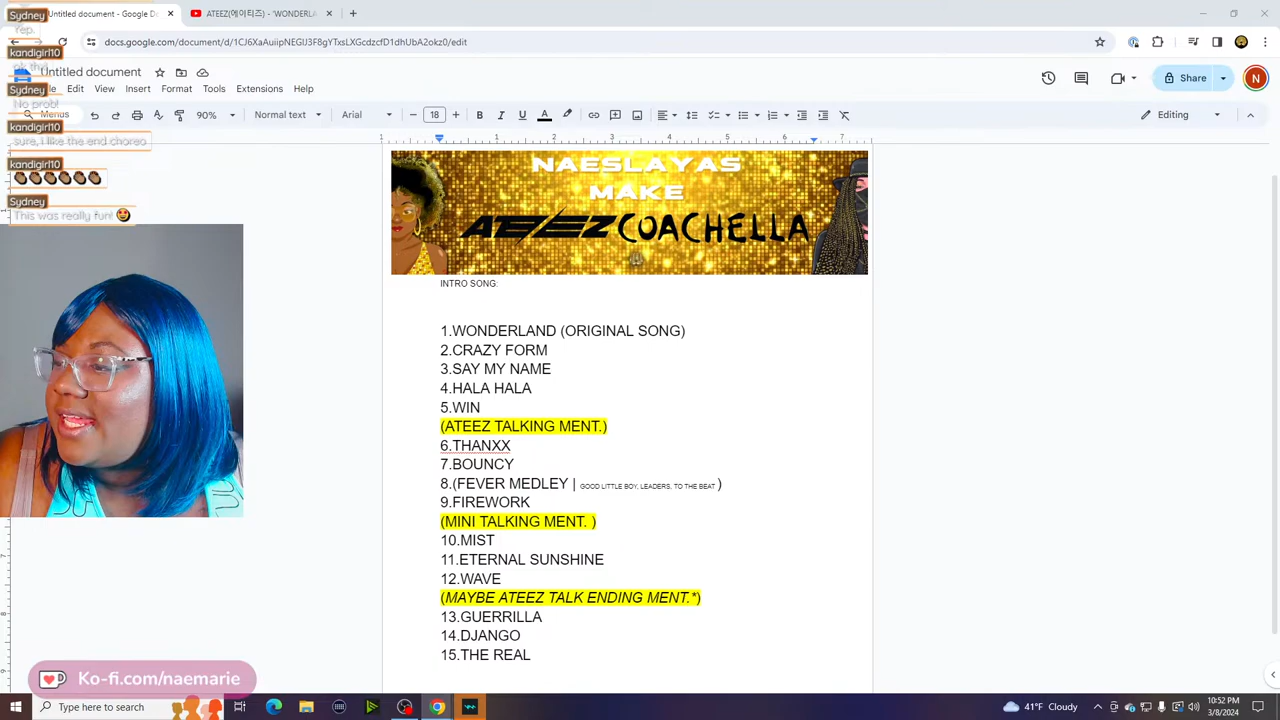 Sydney
Yep.
kandigirl10
ok tho!
Sydney
No prob!
kandigirl10
sure, I like the end choreo
kandigirl10
Sydney
This was really fun!
Untitled document - Google Do
ATEEZ(에이티즈) - 'WONDERLA
docs.google.com/document/d/1CJ6XaAuiipNEGIJ3F8gYTxsLXGcdzcfD1dhUbA2okz0/edit
Untitled document
Edit View Insert Format Tools Extensions Help
Share
N
Menus
90%
Normal text
Arial
18
Editing
NAESLAYAS
MAKE
ATEEZ COACHELLA
INTRO SONG:
1.WONDERLAND (ORIGINAL SONG)
2.CRAZY FORM
3.SAY MY NAME
4.HALA HALA
5.WIN
(ATEEZ TALKING MENT.)
6.THANXX
7.BOUNCY
8.(FEVER MEDLEY | GOOD LITTLE BOY, LEADERS, TO THE BEAT )
9.FIREWORK
(MINI TALKING MENT. )
10.MIST
11.ETERNAL SUNSHINE
12.WAVE
(MAYBE ATEEZ TALK ENDING MENT.*)
13.GUERRILLA
14.DJANGO
15.THE REAL
Ko-fi.com/naemarie
Type here to search
41°F Cloudy
10:52 PM
3/8/2024